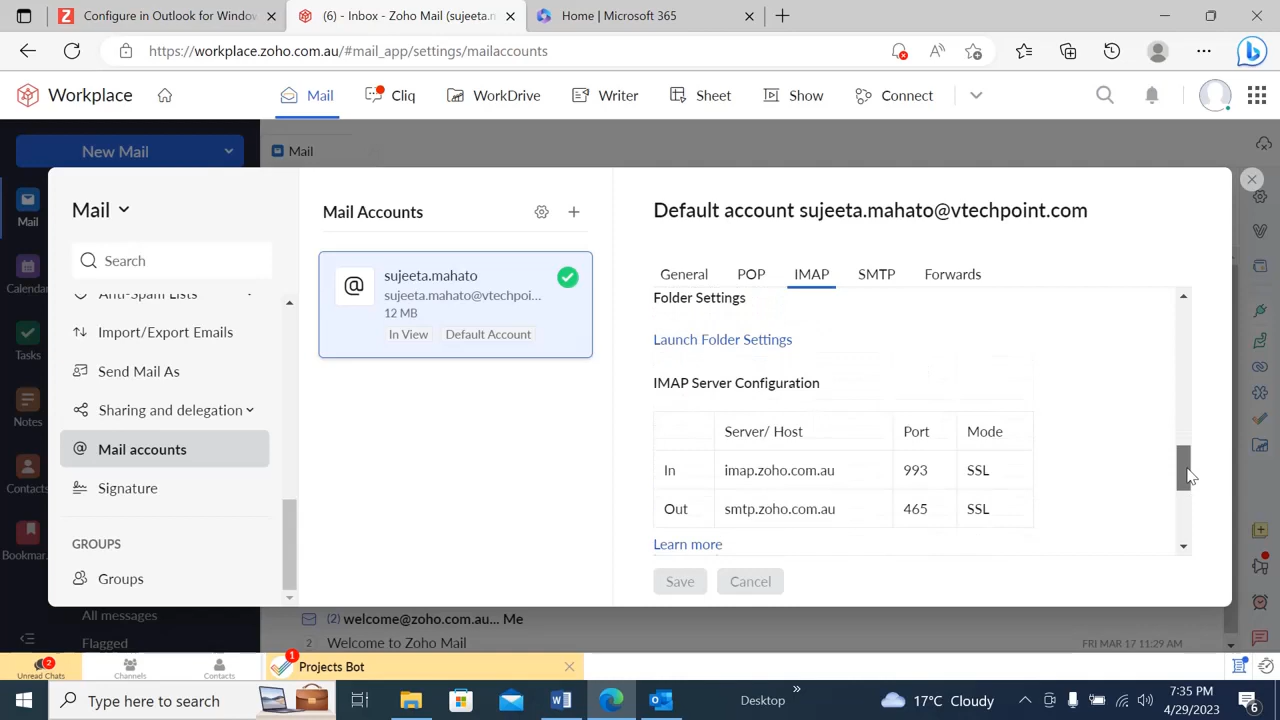 Configure in Outlook for Window
(6) - Inbox - Zoho Mail (sujeeta.m
Home | Microsoft 365
https://workplace.zoho.com.au/#mail_app/settings/mailaccounts
Workplace
Mail
Cliq
WorkDrive
Writer
Sheet
Show
Connect
New Mail
Mail
Mail
Calendar
Tasks
Notes
Contacts
Bookmar
Mail
Search
Anti-Spam Lists
Import/Export Emails
Send Mail As
Sharing and delegation
Mail accounts
Signature
GROUPS
Groups
Mail Accounts
sujeeta.mahato
sujeeta.mahato@vtechpoi...
12 MB
In View Default Account
Default account sujeeta.mahato@vtechpoint.com
General POP IMAP SMTP Forwards
Folder Settings
Launch Folder Settings
IMAP Server Configuration
Server/ Host Port Mode
In imap.zoho.com.au 993 SSL
Out smtp.zoho.com.au 465 SSL
Learn more
Save Cancel
All messages
Flagged
(2) welcome@zoho.com.au... Me
2 Welcome to Zoho Mail FRI MAR 17 11:29 AM
2
Unread Chats
Channels
Contacts
1
Projects Bot
Type here to search
Desktop
17°C Cloudy
7:35 PM
4/29/2023
6